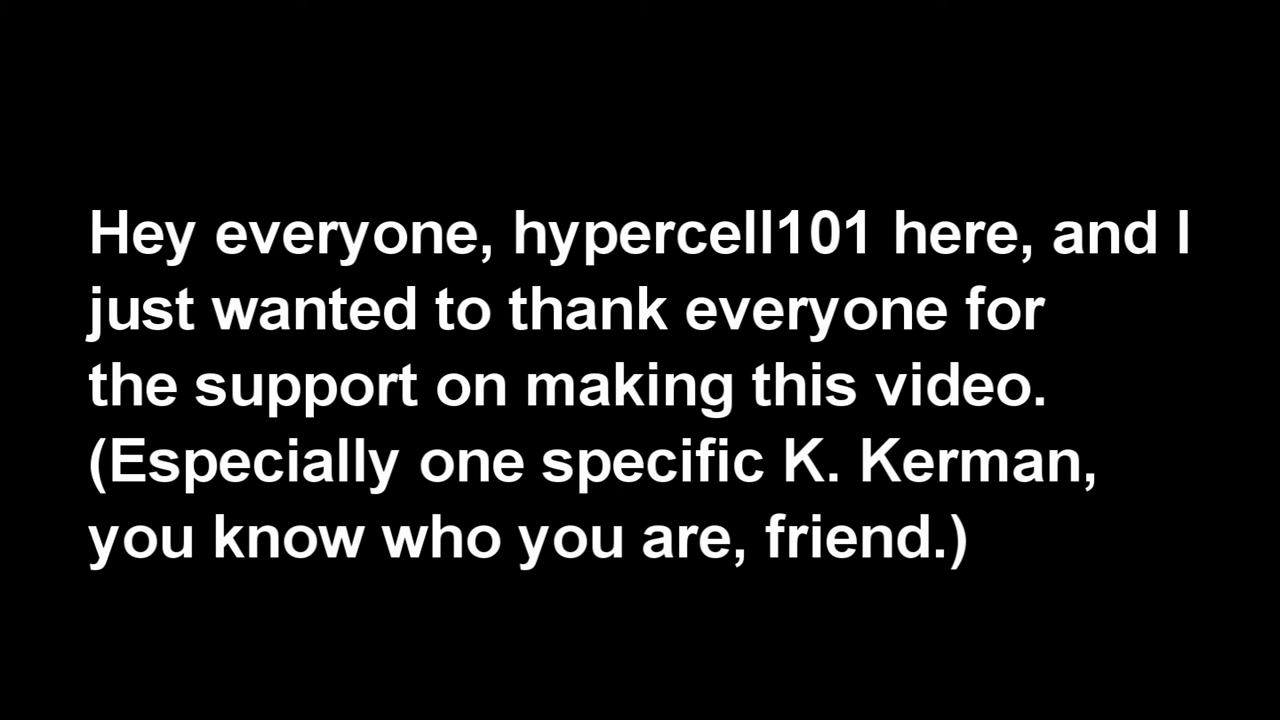 Hey everyone, hypercell101 here, and I
just wanted to thank everyone for
the support on making this video.
(Especially one specific K. Kerman,
you know who you are, friend.)